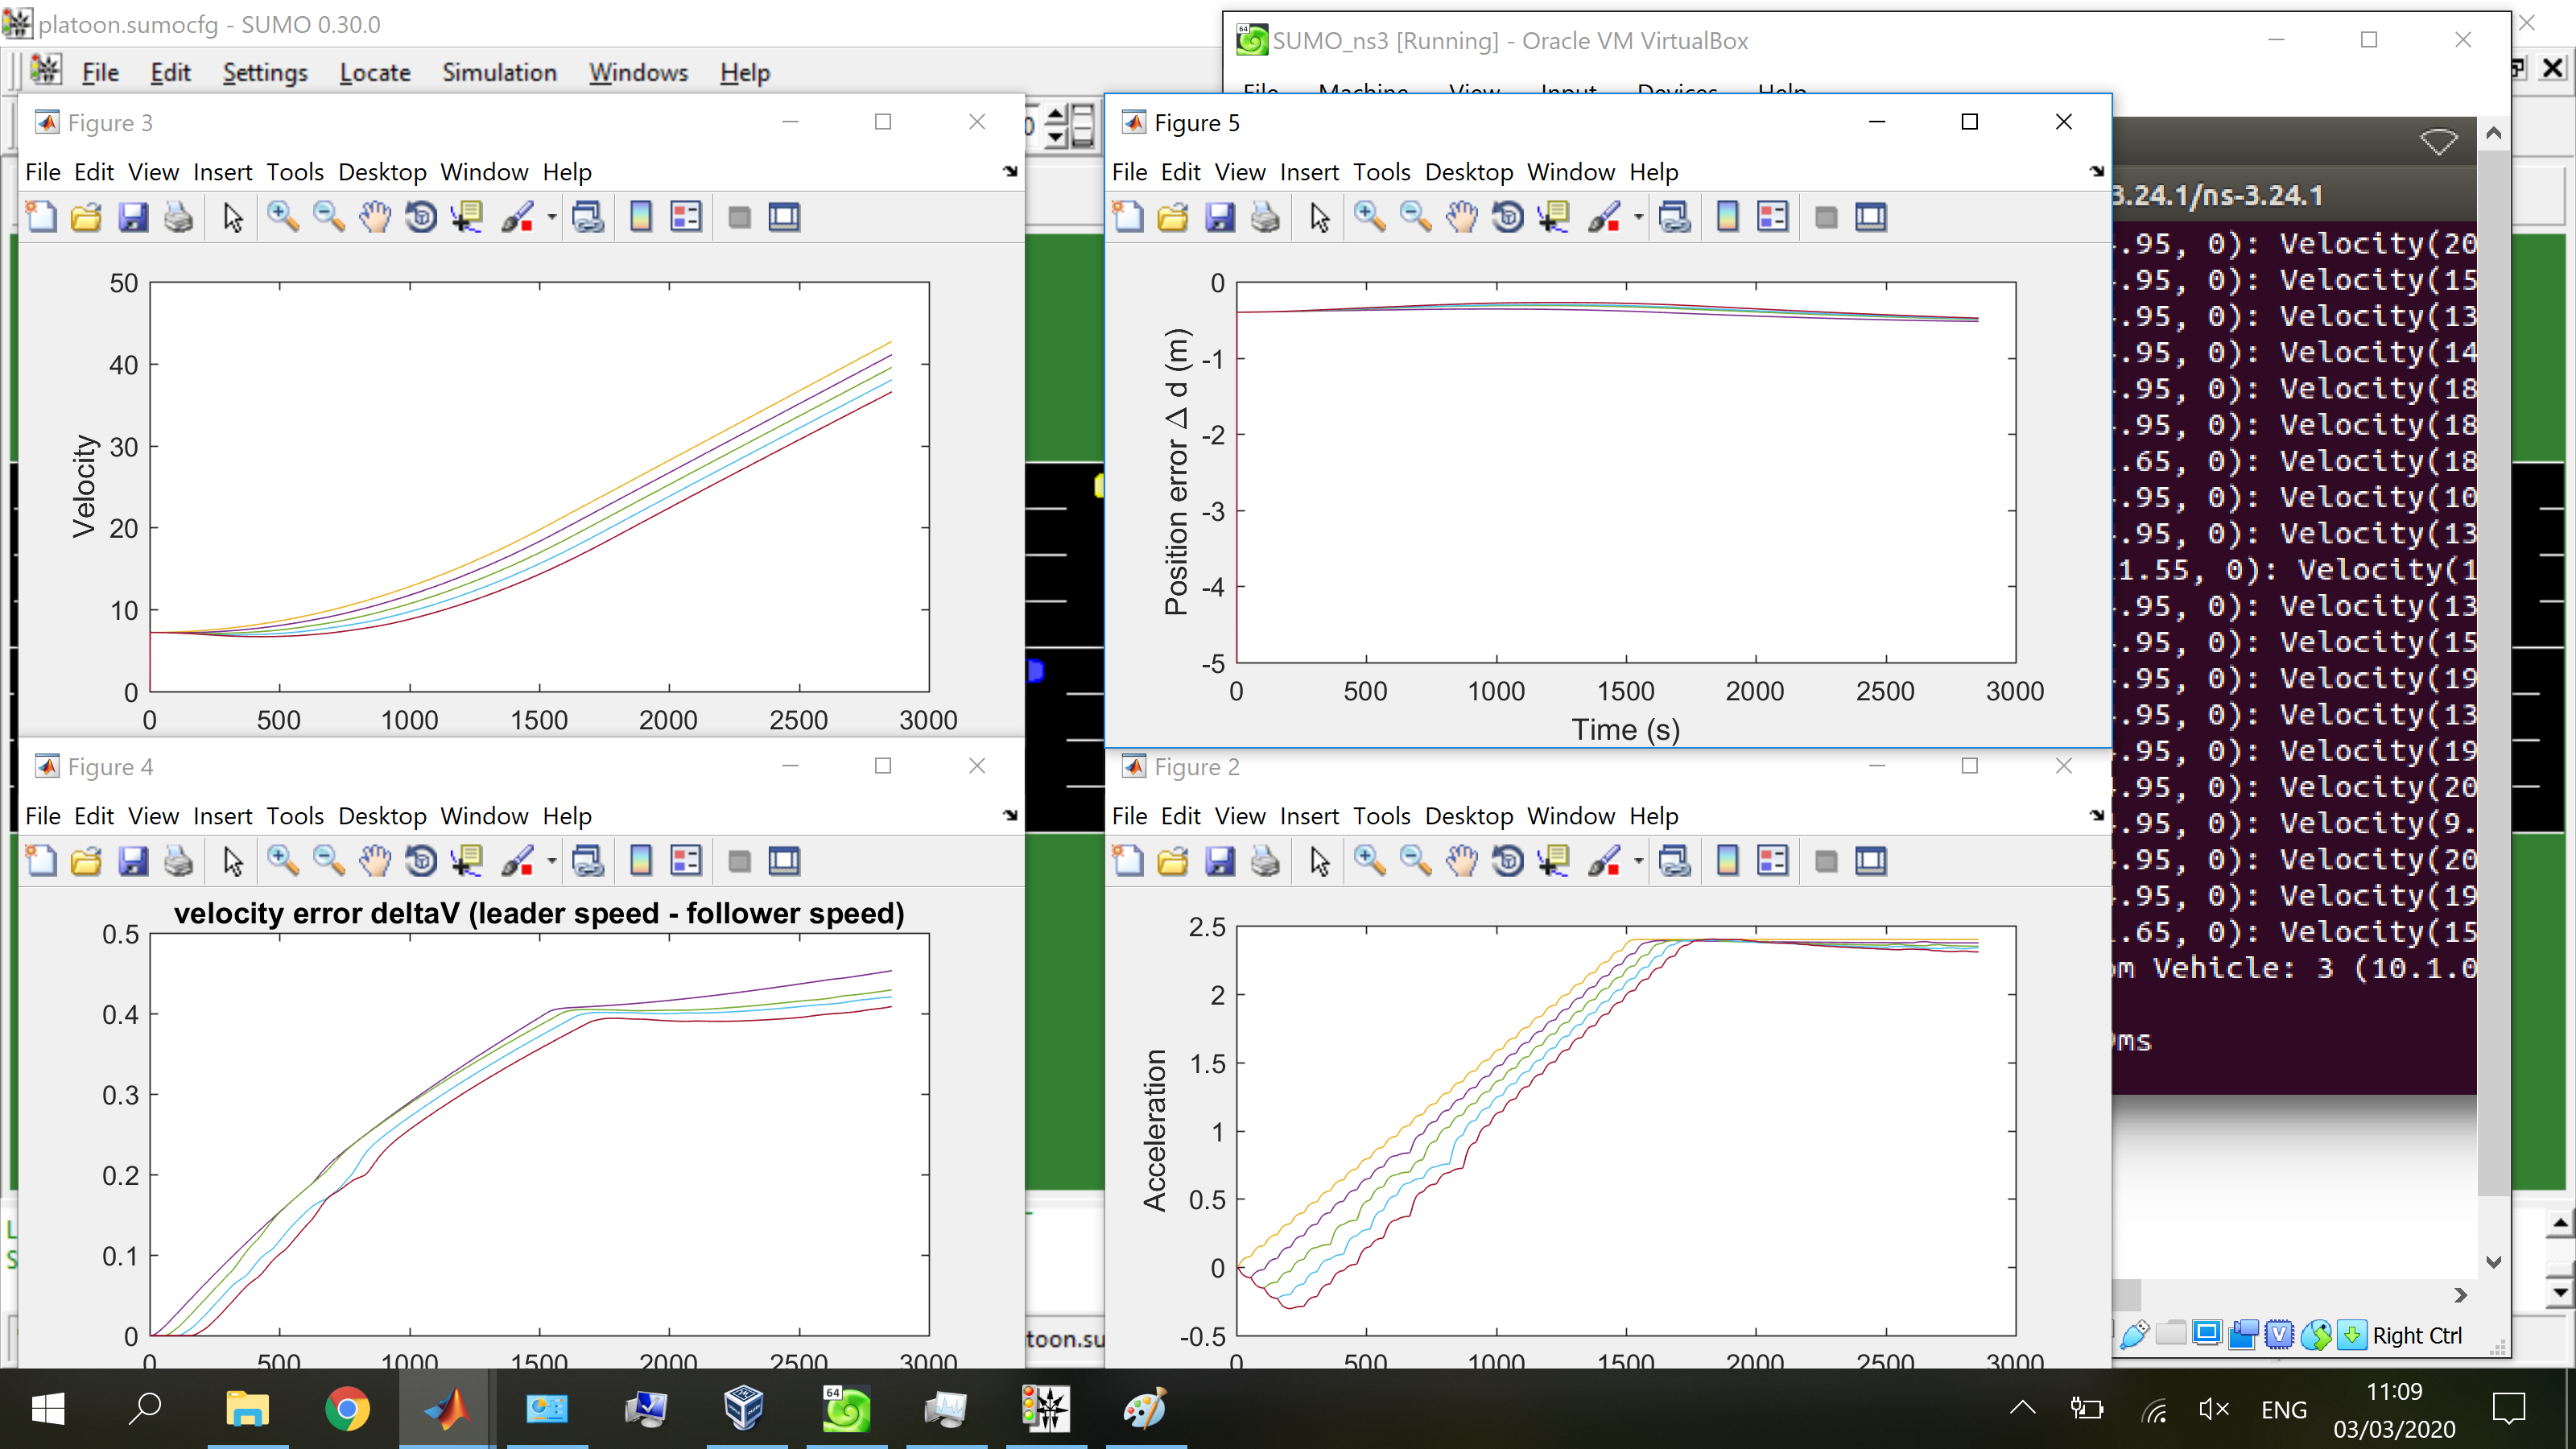 platoon.sumocfg - SUMO 0.30.0
File Edit Settings Locate Simulation Windows Help
SUMO_ns3 [Running] - Oracle VM VirtualBox
File Machine View Input Devices Help
Figure 3
File Edit View Insert Tools Desktop Window Help
50
40
30
20
10
0
Velocity
0 500 1000 1500 2000 2500 3000
Figure 5
File Edit View Insert Tools Desktop Window Help
0
-1
-2
-3
-4
-5
Position error Δ d (m)
0 500 1000 1500 2000 2500 3000
Time (s)
3.24.1/ns-3.24.1
.95, 0): Velocity(20
.95, 0): Velocity(15
.95, 0): Velocity(13
.95, 0): Velocity(14
.95, 0): Velocity(18
.95, 0): Velocity(18
.65, 0): Velocity(18
.95, 0): Velocity(10
.95, 0): Velocity(13
1.55, 0): Velocity(1
.95, 0): Velocity(13
.95, 0): Velocity(15
.95, 0): Velocity(19
.95, 0): Velocity(13
.95, 0): Velocity(19
.95, 0): Velocity(20
.95, 0): Velocity(9.
.95, 0): Velocity(20
.95, 0): Velocity(19
.65, 0): Velocity(15
om Vehicle: 3 (10.1.0
ms
Figure 4
File Edit View Insert Tools Desktop Window Help
velocity error deltaV (leader speed - follower speed)
0.5
0.4
0.3
0.2
0.1
0
0 500 1000 1500 2000 2500 3000
Figure 2
File Edit View Insert Tools Desktop Window Help
2.5
2
1.5
1
0.5
0
-0.5
Acceleration
0 500 1000 1500 2000 2500 3000
L
S
toon.su
Right Ctrl
64
ENG
11:09
03/03/2020